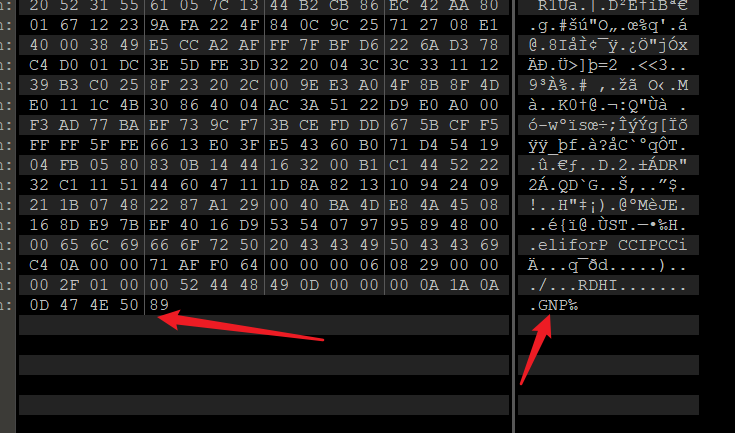 h: 20 52 31 55 61 05 7C 13 44 B2 CB 86 EC 42 AA 80 R1Ua.|.D²Ë†ìBª€
h: 01 67 12 23 9A FA 22 4F 84 0C 9C 25 71 27 08 E1 .g.#šú"O„.œ%q'.á
h: 40 00 38 49 E5 CC A2 AF FF 7F BF D6 22 6A D3 78 @.8IåÌ¢¯ÿ.¿Ö"jÓx
h: C4 D0 01 DC 3E 5D FE 3D 32 20 04 3C 3C 33 11 12 ÄÐ.Ü>]þ=2 .<<3..
h: 39 B3 C0 25 8F 23 20 2C 00 9E E3 A0 4F 8B 8F 4D 9³À%.# ,.žã O‹.M
h: E0 11 1C 4B 30 86 40 04 AC 3A 51 22 D9 E0 A0 00 à..K0†@.¬:Q"Ùà .
h: F3 AD 77 BA EF 73 9C F7 3B CE FD DD 67 5B CF F5 ó-wºïsœ÷;ÎýÝg[Ïõ
h: FF FF 5F FE 66 13 E0 3F E5 43 60 B0 71 D4 54 19 ÿÿ_þf.à?åC`°qÔT.
h: 04 FB 05 80 83 0B 14 44 16 32 00 B1 C1 44 52 22 .û.€ƒ..D.2.±ÁDR"
h: 32 C1 11 51 44 60 47 11 1D 8A 82 13 10 94 24 09 2Á.QD`G..Š‚..”$.
h: 21 1B 07 48 22 87 A1 29 00 40 BA 4D E8 4A 45 08 !..H"‡¡).@ºMèJE.
h: 16 8D E9 7B EF 40 16 D9 53 54 07 97 95 89 48 00 ..é{ï@.ÙST.—•‰H.
h: 00 65 6C 69 66 6F 72 50 20 43 43 49 50 43 43 69 .eliforP CCIPCCi
h: C4 0A 00 00 71 AF F0 64 00 00 00 06 08 29 00 00 Ä...q¯ðd.....)..
h: 00 2F 01 00 00 52 44 48 49 0D 00 00 00 0A 1A 0A ./...RDHI.......
h: 0D 47 4E 50 89 .GNP‰